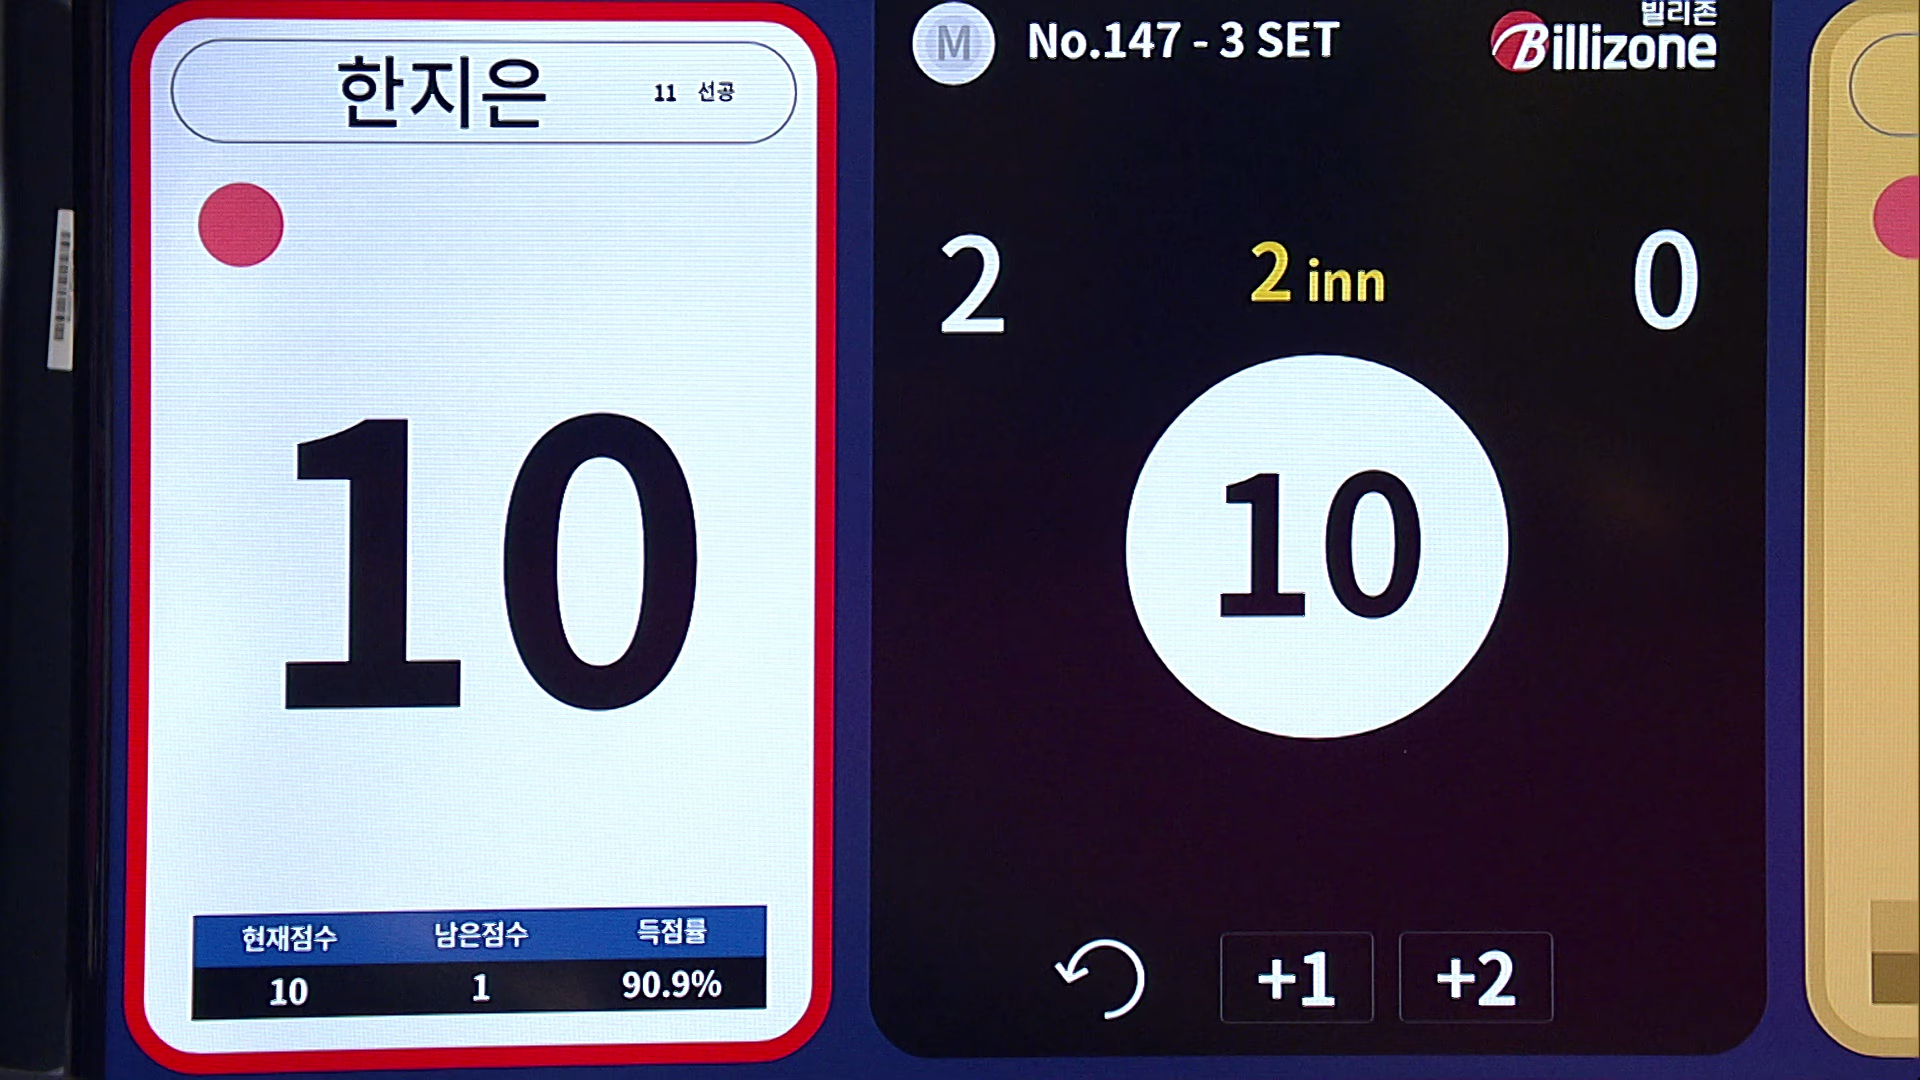 한지은 11 선공
10
현재점수 남은점수 득점률
10 1 90.9%
M No.147 - 3 SET
빌리존
Billizone
2 2 inn 0
10
+1 +2